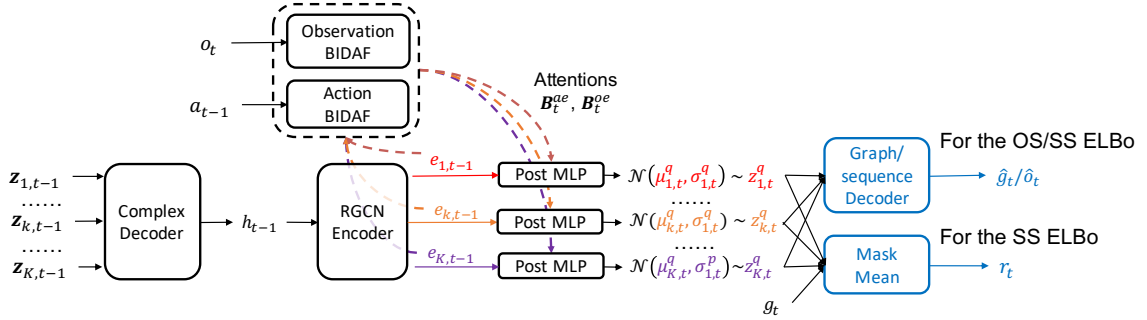 Observation
BIDAF
o_t
Action
BIDAF
a_{t−1}
Attentions
B_t^{ae}, B_t^{oe}
z_{1,t−1}
……
z_{k,t−1}
……
z_{K,t−1}
Complex
Decoder
h_{t−1}
RGCN
Encoder
e_{1,t−1}
e_{k,t−1}
e_{K,t−1}
Post MLP
Post MLP
Post MLP
𝒩(μ_{1,t}^q, σ_{1,t}^q) ~ z_{1,t}^q
……
𝒩(μ_{k,t}^q, σ_{1,t}^q) ~ z_{k,t}^q
……
𝒩(μ_{K,t}^q, σ_{1,t}^p)~z_{K,t}^q
g_t
Graph/
sequence
Decoder
For the OS/SS ELBo
ĝ_t/ô_t
Mask
Mean
For the SS ELBo
r_t